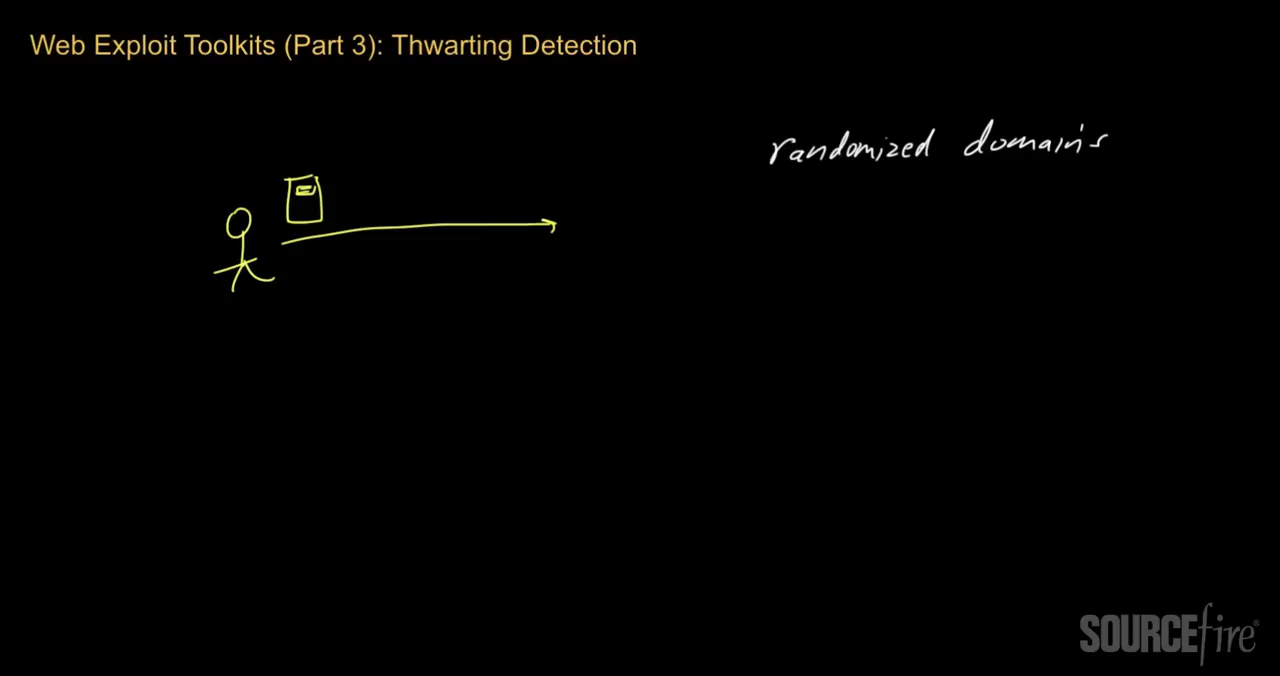 Web Exploit Toolkits (Part 3): Thwarting Detection
randomized domains
SOURCEfire®